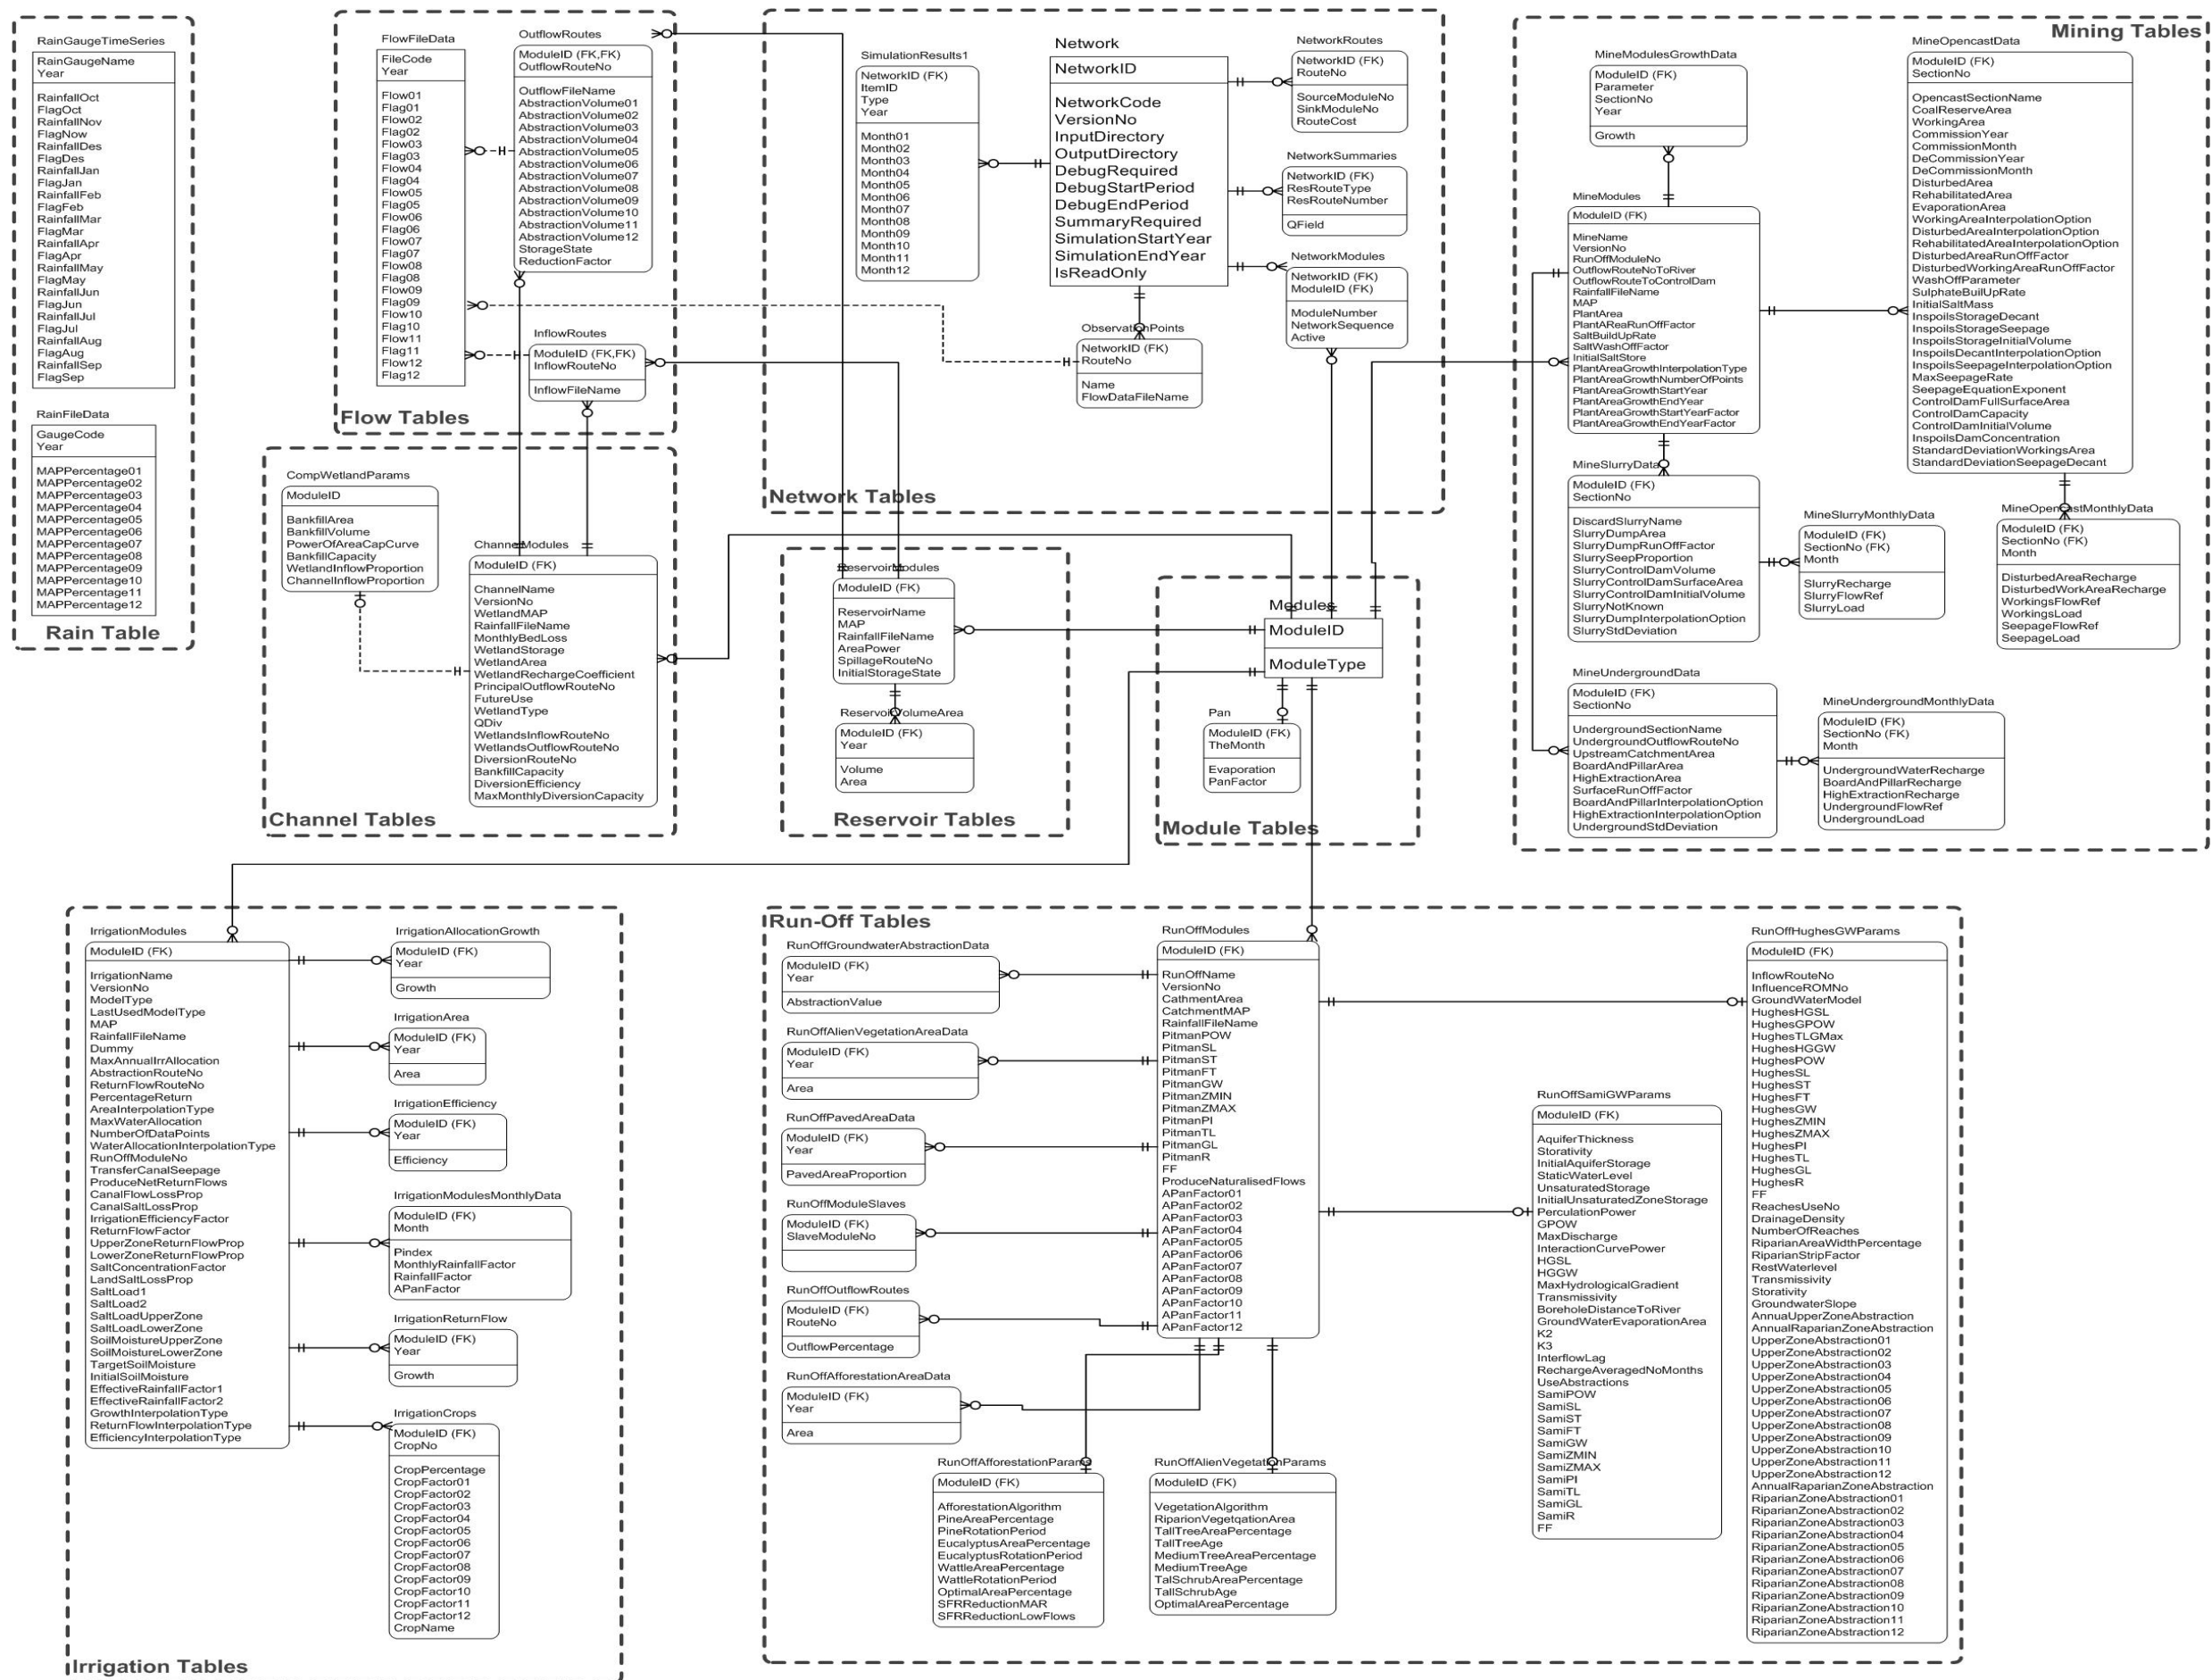 RainGaugeTimeSeries
RainGaugeName
Year
RainfallOct
FlagOct
RainfallNov
FlagNow
RainfallDes
FlagDes
RainfallJan
FlagJan
RainfallFeb
FlagFeb
RainfallMar
FlagMar
RainfallApr
FlagApr
RainfallMay
FlagMay
RainfallJun
FlagJun
RainfallJul
FlagJul
RainfallAug
FlagAug
RainfallSep
FlagSep
RainFileData
GaugeCode
Year
MAPPercentage01
MAPPercentage02
MAPPercentage03
MAPPercentage04
MAPPercentage05
MAPPercentage06
MAPPercentage07
MAPPercentage08
MAPPercentage09
MAPPercentage10
MAPPercentage11
MAPPercentage12
Rain Table
FlowFileData
FileCode
Year
Flow01
Flag01
Flow02
Flag02
Flow03
Flag03
Flow04
Flag04
Flow05
Flag05
Flow06
Flag06
Flow07
Flag07
Flow08
Flag08
Flow09
Flag09
Flow10
Flag10
Flow11
Flag11
Flow12
Flag12
OutflowRoutes
ModuleID (FK,FK)
OutflowRouteNo
OutflowFileName
AbstractionVolume01
AbstractionVolume02
AbstractionVolume03
AbstractionVolume04
AbstractionVolume05
AbstractionVolume06
AbstractionVolume07
AbstractionVolume08
AbstractionVolume09
AbstractionVolume10
AbstractionVolume11
AbstractionVolume12
StorageState
ReductionFactor
InflowRoutes
ModuleID (FK,FK)
InflowRouteNo
InflowFileName
Flow Tables
SimulationResults1
NetworkID (FK)
ItemID
Type
Year
Month01
Month02
Month03
Month04
Month05
Month06
Month07
Month08
Month09
Month10
Month11
Month12
Network
NetworkID
NetworkCode
VersionNo
InputDirectory
OutputDirectory
DebugRequired
DebugStartPeriod
DebugEndPeriod
SummaryRequired
SimulationStartYear
SimulationEndYear
IsReadOnly
NetworkRoutes
NetworkID (FK)
RouteNo
SourceModuleNo
SinkModuleNo
RouteCost
NetworkSummaries
NetworkID (FK)
ResRouteType
ResRouteNumber
QField
NetworkModules
NetworkID (FK)
ModuleID (FK)
ModuleNumber
NetworkSequence
Active
ObservationPoints
NetworkID (FK)
RouteNo
Name
FlowDataFileName
Network Tables
Mining Tables
MineModulesGrowthData
ModuleID (FK)
Parameter
SectionNo
Year
Growth
MineModules
ModuleID (FK)
MineName
VersionNo
RunOffModuleNo
OutflowRouteNoToRiver
OutflowRouteToControlDam
RainfallFileName
MAP
PlantArea
PlantAReaRunOffFactor
SaltBuildUpRate
SaltWashOffFactor
InitialSaltStore
PlantAreaGrowthInterpolationType
PlantAreaGrowthNumberOfPoints
PlantAreaGrowthStartYear
PlantAreaGrowthEndYear
PlantAreaGrowthStartYearFactor
PlantAreaGrowthEndYearFactor
MineOpencastData
ModuleID (FK)
SectionNo
OpencastSectionName
CoalReserveArea
WorkingArea
CommissionYear
CommissionMonth
DeCommissionYear
DeCommissionMonth
DisturbedArea
RehabilitatedArea
EvaporationArea
WorkingAreaInterpolationOption
DisturbedAreaInterpolationOption
RehabilitatedAreaInterpolationOption
DisturbedAreaRunOffFactor
DisturbedWorkingAreaRunOffFactor
WashOffParameter
SulphateBuilUpRate
InitialSaltMass
InspoilsStorageDecant
InspoilsStorageSeepage
InspoilsStorageInitialVolume
InspoilsDecantInterpolationOption
InspoilsSeepageInterpolationOption
MaxSeepageRate
SeepageEquationExponent
ControlDamFullSurfaceArea
ControlDamCapacity
ControlDamInitialVolume
InspoilsDamConcentration
StandardDeviationWorkingsArea
StandardDeviationSeepageDecant
MineSlurryData
ModuleID (FK)
SectionNo
DiscardSlurryName
SlurryDumpArea
SlurryDumpRunOffFactor
SlurrySeepProportion
SlurryControlDamVolume
SlurryControlDamSurfaceArea
SlurryControlDamInitialVolume
SlurryNotKnown
SlurryDumpInterpolationOption
SlurryStdDeviation
MineSlurryMonthlyData
ModuleID (FK)
SectionNo (FK)
Month
SlurryRecharge
SlurryFlowRef
SlurryLoad
MineOpencastMonthlyData
ModuleID (FK)
SectionNo (FK)
Month
DisturbedAreaRecharge
DisturbedWorkAreaRecharge
WorkingsFlowRef
WorkingsLoad
SeepageFlowRef
SeepageLoad
MineUndergroundData
ModuleID (FK)
SectionNo
UndergroundSectionName
UndergroundOutflowRouteNo
UpstreamCatchmentArea
BoardAndPillarArea
HighExtractionArea
SurfaceRunOffFactor
BoardAndPillarInterpolationOption
HighExtractionInterpolationOption
UndergroundStdDeviation
MineUndergroundMonthlyData
ModuleID (FK)
SectionNo (FK)
Month
UndergroundWaterRecharge
BoardAndPillarRecharge
HighExtractionRecharge
UndergroundFlowRef
UndergroundLoad
CompWetlandParams
ModuleID
BankfillArea
BankfillVolume
PowerOfAreaCapCurve
BankfillCapacity
WetlandInflowProportion
ChannelInflowProportion
ChannelModules
ModuleID (FK)
ChannelName
VersionNo
WetlandMAP
RainfallFileName
MonthlyBedLoss
WetlandStorage
WetlandArea
WetlandRechargeCoefficient
PrincipalOutflowRouteNo
FutureUse
WetlandType
QDiv
WetlandsInflowRouteNo
WetlandsOutflowRouteNo
DiversionRouteNo
BankfillCapacity
DiversionEfficiency
MaxMonthlyDiversionCapacity
Channel Tables
ReservoirModules
ModuleID (FK)
ReservoirName
MAP
RainfallFileName
AreaPower
SpillageRouteNo
InitialStorageState
ReservoirVolumeArea
ModuleID (FK)
Year
Volume
Area
Reservoir Tables
Modules
ModuleID
ModuleType
Pan
ModuleID (FK)
TheMonth
Evaporation
PanFactor
Module Tables
IrrigationModules
ModuleID (FK)
IrrigationName
VersionNo
ModelType
LastUsedModelType
MAP
RainfallFileName
Dummy
MaxAnnualIrrAllocation
AbstractionRouteNo
ReturnFlowRouteNo
PercentageReturn
AreaInterpolationType
MaxWaterAllocation
NumberOfDataPoints
WaterAllocationInterpolationType
RunOffModuleNo
TransferCanalSeepage
ProduceNetReturnFlows
CanalFlowLossProp
CanalSaltLossProp
IrrigationEfficiencyFactor
ReturnFlowFactor
UpperZoneReturnFlowProp
LowerZoneReturnFlowProp
SaltConcentrationFactor
LandSaltLossProp
SaltLoad1
SaltLoad2
SaltLoadUpperZone
SaltLoadLowerZone
SoilMoistureUpperZone
SoilMoistureLowerZone
TargetSoilMoisture
InitialSoilMoisture
EffectiveRainfallFactor1
EffectiveRainfallFactor2
GrowthInterpolationType
ReturnFlowInterpolationType
EfficiencyInterpolationType
IrrigationAllocationGrowth
ModuleID (FK)
Year
Growth
IrrigationArea
ModuleID (FK)
Year
Area
IrrigationEfficiency
ModuleID (FK)
Year
Efficiency
IrrigationModulesMonthlyData
ModuleID (FK)
Month
Pindex
MonthlyRainfallFactor
RainfallFactor
APanFactor
IrrigationReturnFlow
ModuleID (FK)
Year
Growth
IrrigationCrops
ModuleID (FK)
CropNo
CropPercentage
CropFactor01
CropFactor02
CropFactor03
CropFactor04
CropFactor05
CropFactor06
CropFactor07
CropFactor08
CropFactor09
CropFactor10
CropFactor11
CropFactor12
CropName
Irrigation Tables
Run-Off Tables
RunOffGroundwaterAbstractionData
ModuleID (FK)
Year
AbstractionValue
RunOffAlienVegetationAreaData
ModuleID (FK)
Year
Area
RunOffPavedAreaData
ModuleID (FK)
Year
PavedAreaProportion
RunOffModuleSlaves
ModuleID (FK)
SlaveModuleNo
RunOffOutflowRoutes
ModuleID (FK)
RouteNo
OutflowPercentage
RunOffAfforestationAreaData
ModuleID (FK)
Year
Area
RunOffModules
ModuleID (FK)
RunOffName
VersionNo
CathmentArea
CatchmentMAP
RainfallFileName
PitmanPOW
PitmanSL
PitmanST
PitmanFT
PitmanGW
PitmanZMIN
PitmanZMAX
PitmanPI
PitmanTL
PitmanGL
PitmanR
FF
ProduceNaturalisedFlows
APanFactor01
APanFactor02
APanFactor03
APanFactor04
APanFactor05
APanFactor06
APanFactor07
APanFactor08
APanFactor09
APanFactor10
APanFactor11
APanFactor12
RunOffAfforestationParams
ModuleID (FK)
AfforestationAlgorithm
PineAreaPercentage
PineRotationPeriod
EucalyptusAreaPercentage
EucalyptusRotationPeriod
WattleAreaPercentage
WattleRotationPeriod
OptimalAreaPercentage
SFRReductionMAR
SFRReductionLowFlows
RunOffAlienVegetationParams
ModuleID (FK)
VegetationAlgorithm
RiparionVegetqationArea
TallTreeAreaPercentage
TallTreeAge
MediumTreeAreaPercentage
MediumTreeAge
TalSchrubAreaPercentage
TallSchrubAge
OptimalAreaPercentage
RunOffSamiGWParams
ModuleID (FK)
AquiferThickness
Storativity
InitialAquiferStorage
StaticWaterLevel
UnsaturatedStorage
InitialUnsaturatedZoneStorage
PerculationPower
GPOW
MaxDischarge
InteractionCurvePower
HGSL
HGGW
MaxHydrologicalGradient
Transmissivity
BoreholeDistanceToRiver
GroundWaterEvaporationArea
K2
K3
InterflowLag
RechargeAveragedNoMonths
UseAbstractions
SamiPOW
SamiSL
SamiST
SamiFT
SamiGW
SamiZMIN
SamiZMAX
SamiPI
SamiTL
SamiGL
SamiR
FF
RunOffHughesGWParams
ModuleID (FK)
InflowRouteNo
InfluenceROMNo
GroundWaterModel
HughesHGSL
HughesGPOW
HughesTLGMax
HughesHGGW
HughesPOW
HughesSL
HughesST
HughesFT
HughesGW
HughesZMIN
HughesZMAX
HughesPI
HughesTL
HughesGL
HughesR
FF
ReachesUseNo
DrainageDensity
NumberOfReaches
RiparianAreaWidthPercentage
RiparianStripFactor
RestWaterlevel
Transmissivity
Storativity
GroundwaterSlope
AnnuaUpperZoneAbstraction
AnnualRaparianZoneAbstraction
UpperZoneAbstraction01
UpperZoneAbstraction02
UpperZoneAbstraction03
UpperZoneAbstraction04
UpperZoneAbstraction05
UpperZoneAbstraction06
UpperZoneAbstraction07
UpperZoneAbstraction08
UpperZoneAbstraction09
UpperZoneAbstraction10
UpperZoneAbstraction11
UpperZoneAbstraction12
AnnualRaparianZoneAbstraction
RiparianZoneAbstraction01
RiparianZoneAbstraction02
RiparianZoneAbstraction03
RiparianZoneAbstraction04
RiparianZoneAbstraction05
RiparianZoneAbstraction06
RiparianZoneAbstraction07
RiparianZoneAbstraction08
RiparianZoneAbstraction09
RiparianZoneAbstraction10
RiparianZoneAbstraction11
RiparianZoneAbstraction12